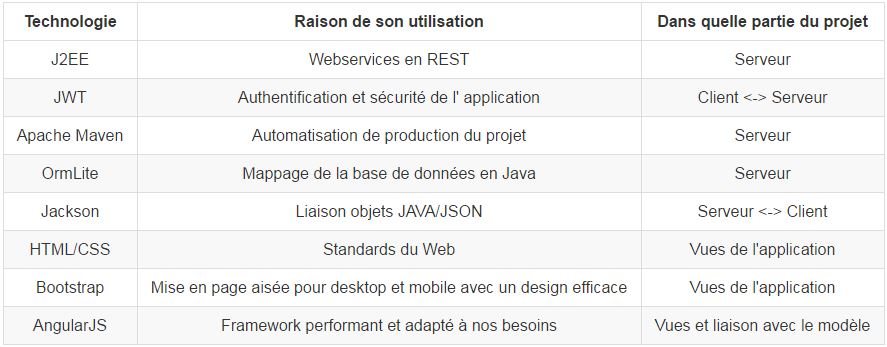 Technologie Raison de son utilisation Dans quelle partie du projet
J2EE Webservices en REST Serveur
JWT Authentification et sécurité de l' application Client <-> Serveur
Apache Maven Automatisation de production du projet Serveur
OrmLite Mappage de la base de données en Java Serveur
Jackson Liaison objets JAVA/JSON Serveur <-> Client
HTML/CSS Standards du Web Vues de l'application
Bootstrap Mise en page aisée pour desktop et mobile avec un design efficace Vues de l'application
AngularJS Framework performant et adapté à nos besoins Vues et liaison avec le modèle